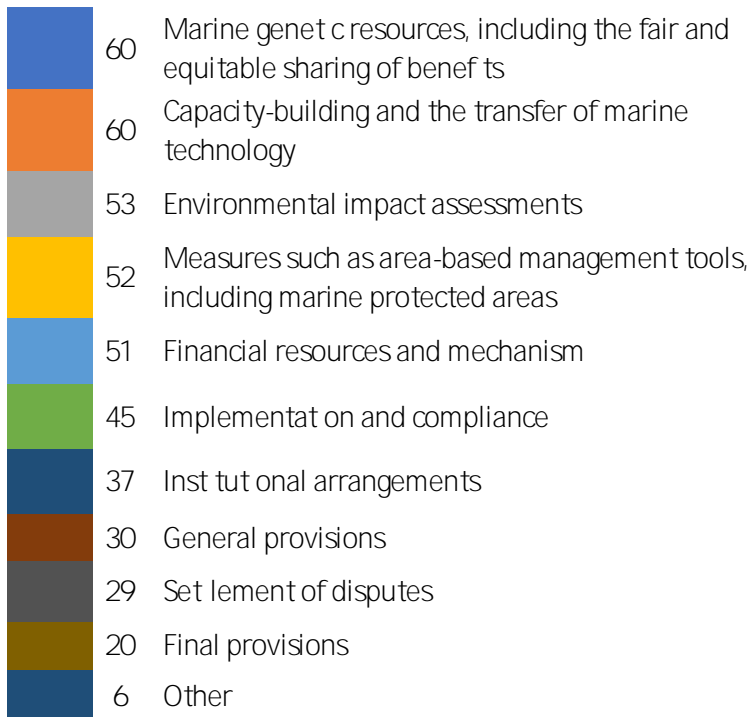 60 Marine genet c resources, including the fair and
equitable sharing of benef ts
60 Capacity-building and the transfer of marine
technology
53 Environmental impact assessments
52 Measures such as area-based management tools,
including marine protected areas
51 Financial resources and mechanism
45 Implementat on and compliance
37 Inst tut onal arrangements
30 General provisions
29 Set lement of disputes
20 Final provisions
6 Other